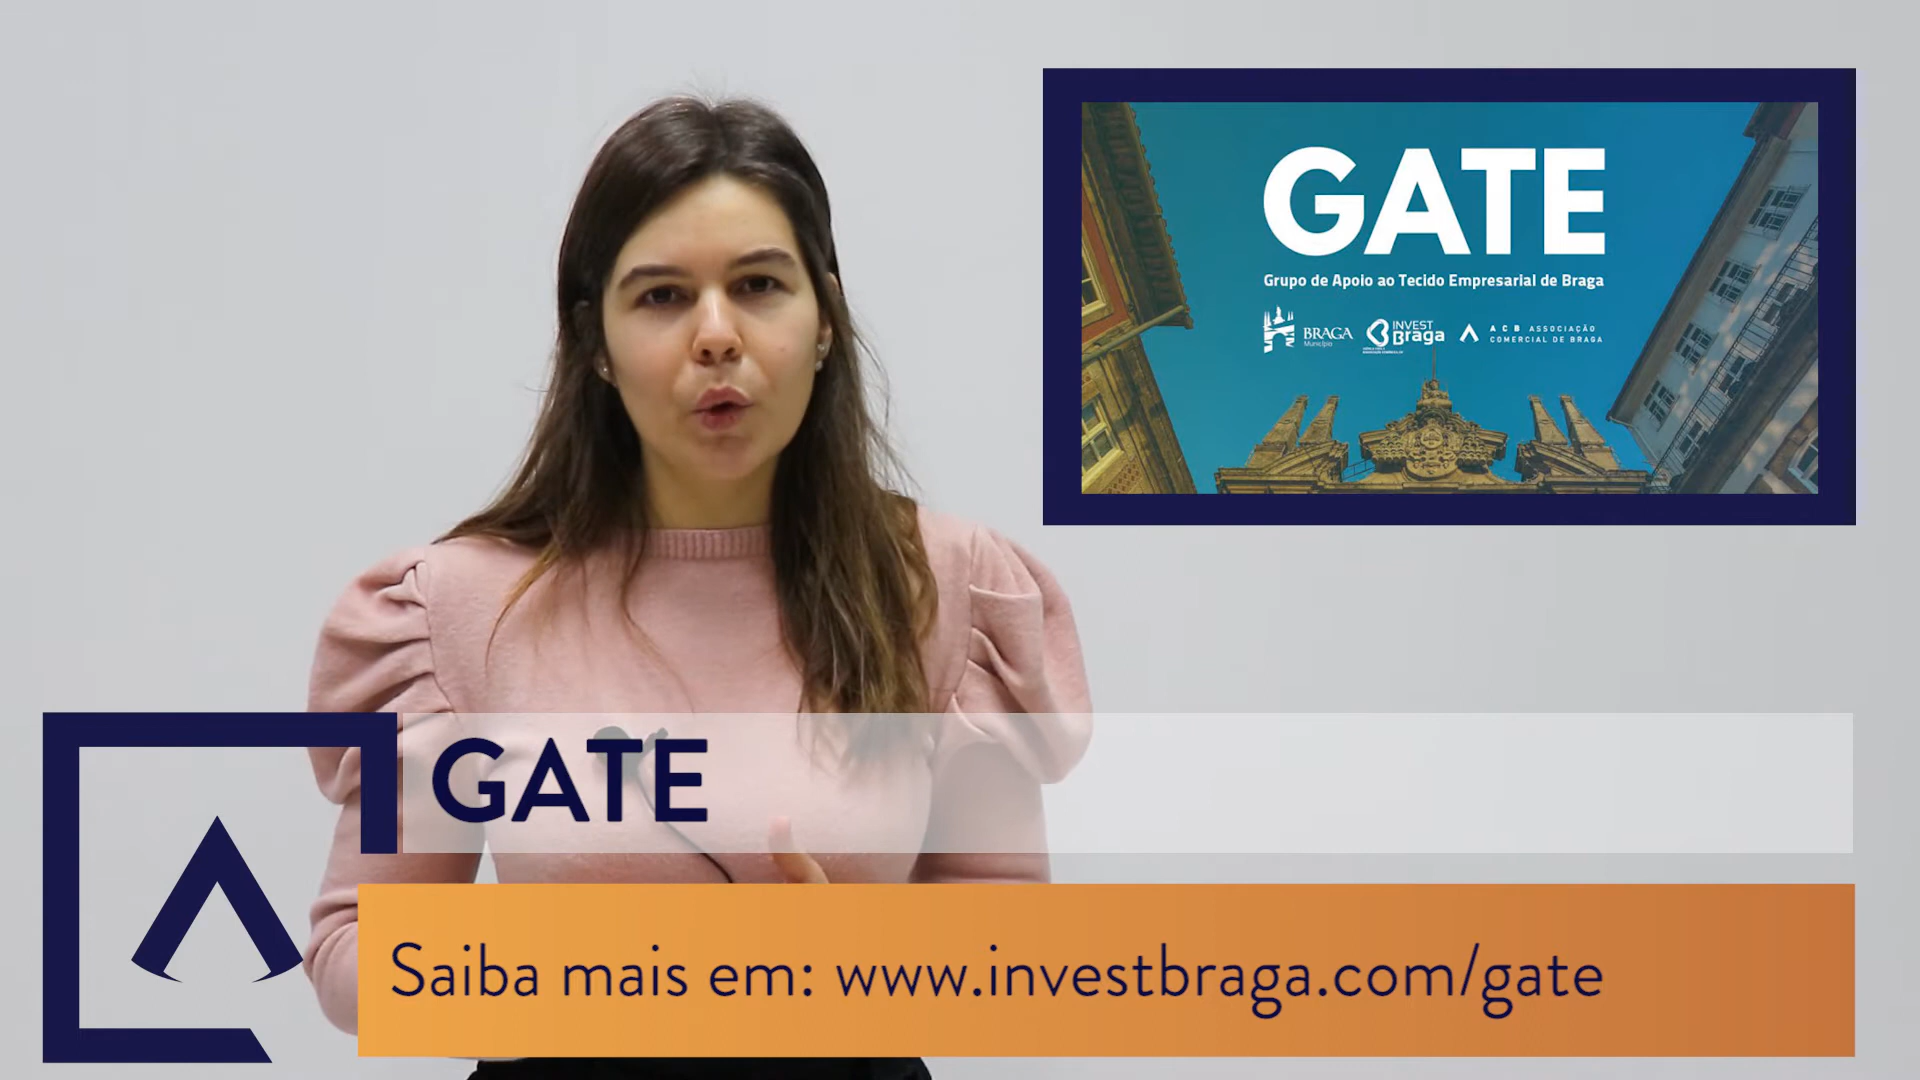 GATE
Grupo de Apoio ao Tecido Empresarial de Braga
BRAGA
Município
INVEST
Braga
A C B ASSOCIAÇÃO
COMERCIAL DE BRAGA
GATE
Saiba mais em: www.investbraga.com/gate